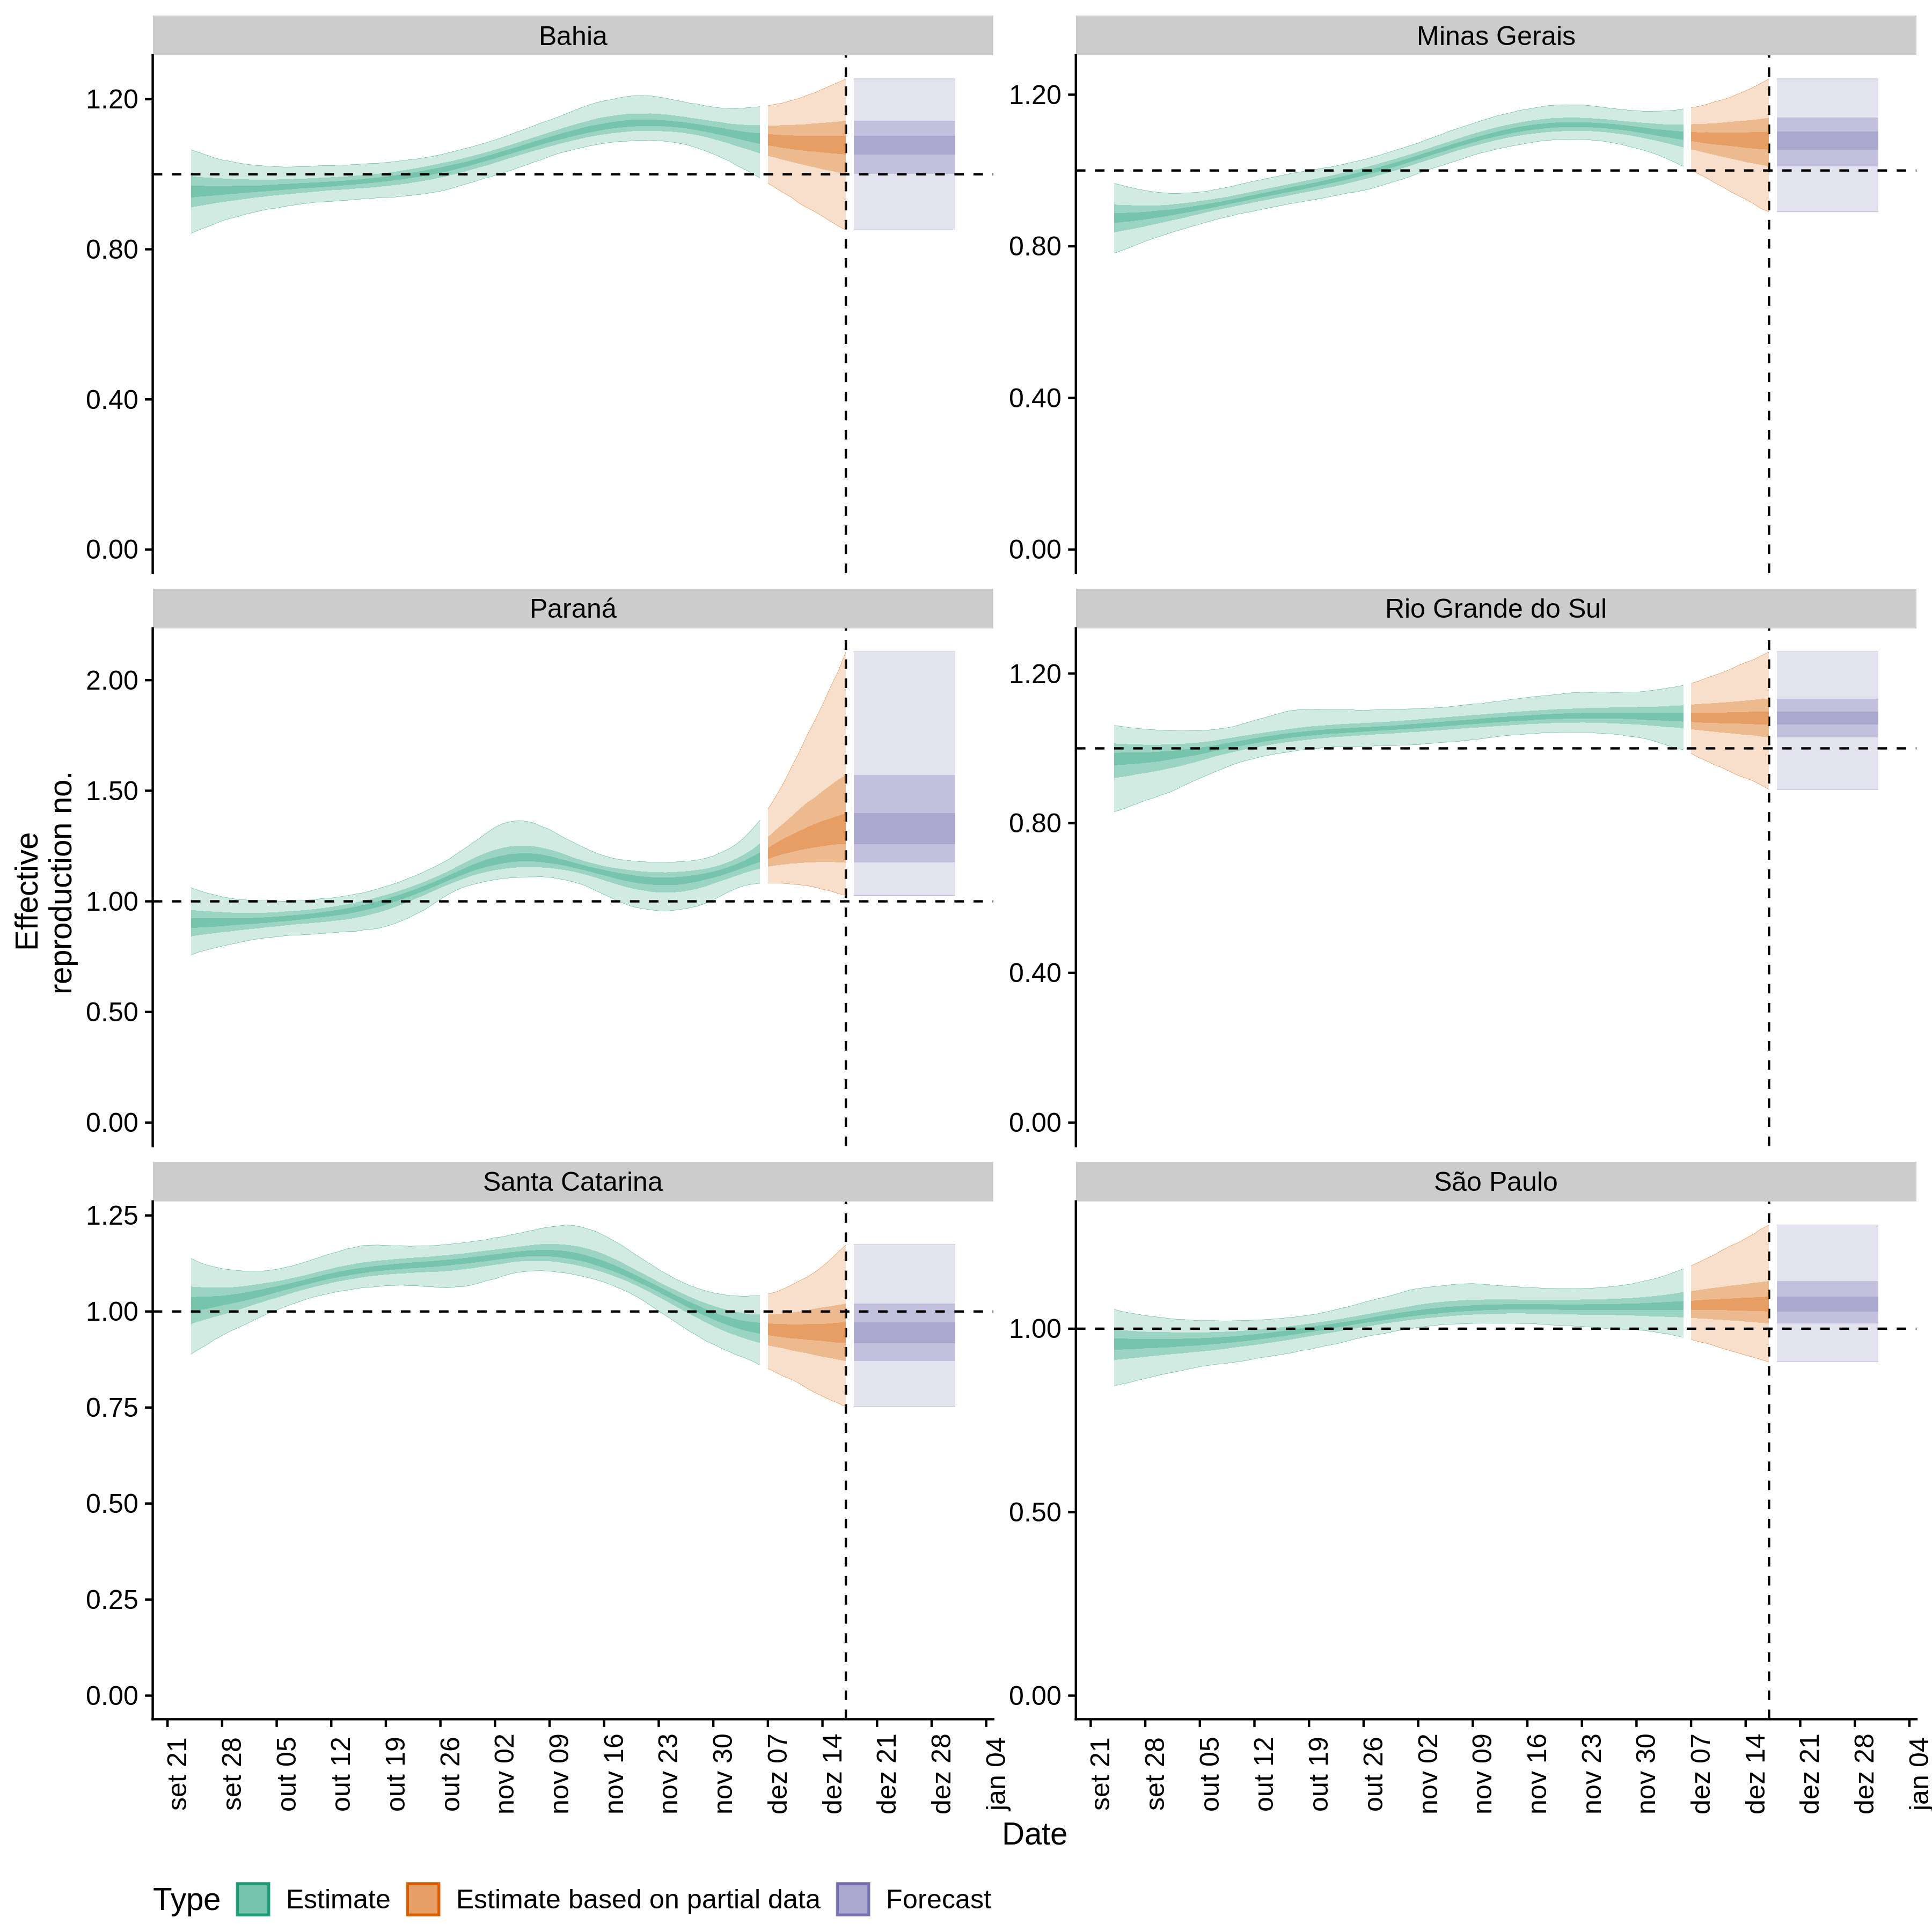 Bahia
Minas Gerais
1.20
0.80
0.40
0.00
1.20
0.80
0.40
0.00
Paraná
Rio Grande do Sul
2.00
1.50
1.00
0.50
0.00
1.20
0.80
0.40
0.00
Effective
reproduction no.
Santa Catarina
São Paulo
1.25
1.00
0.75
0.50
0.25
0.00
1.00
0.50
0.00
set 21
set 28
out 05
out 12
out 19
out 26
nov 02
nov 09
nov 16
nov 23
nov 30
dez 07
dez 14
dez 21
dez 28
jan 04
set 21
set 28
out 05
out 12
out 19
out 26
nov 02
nov 09
nov 16
nov 23
nov 30
dez 07
dez 14
dez 21
dez 28
jan 04
Date
Type Estimate Estimate based on partial data Forecast